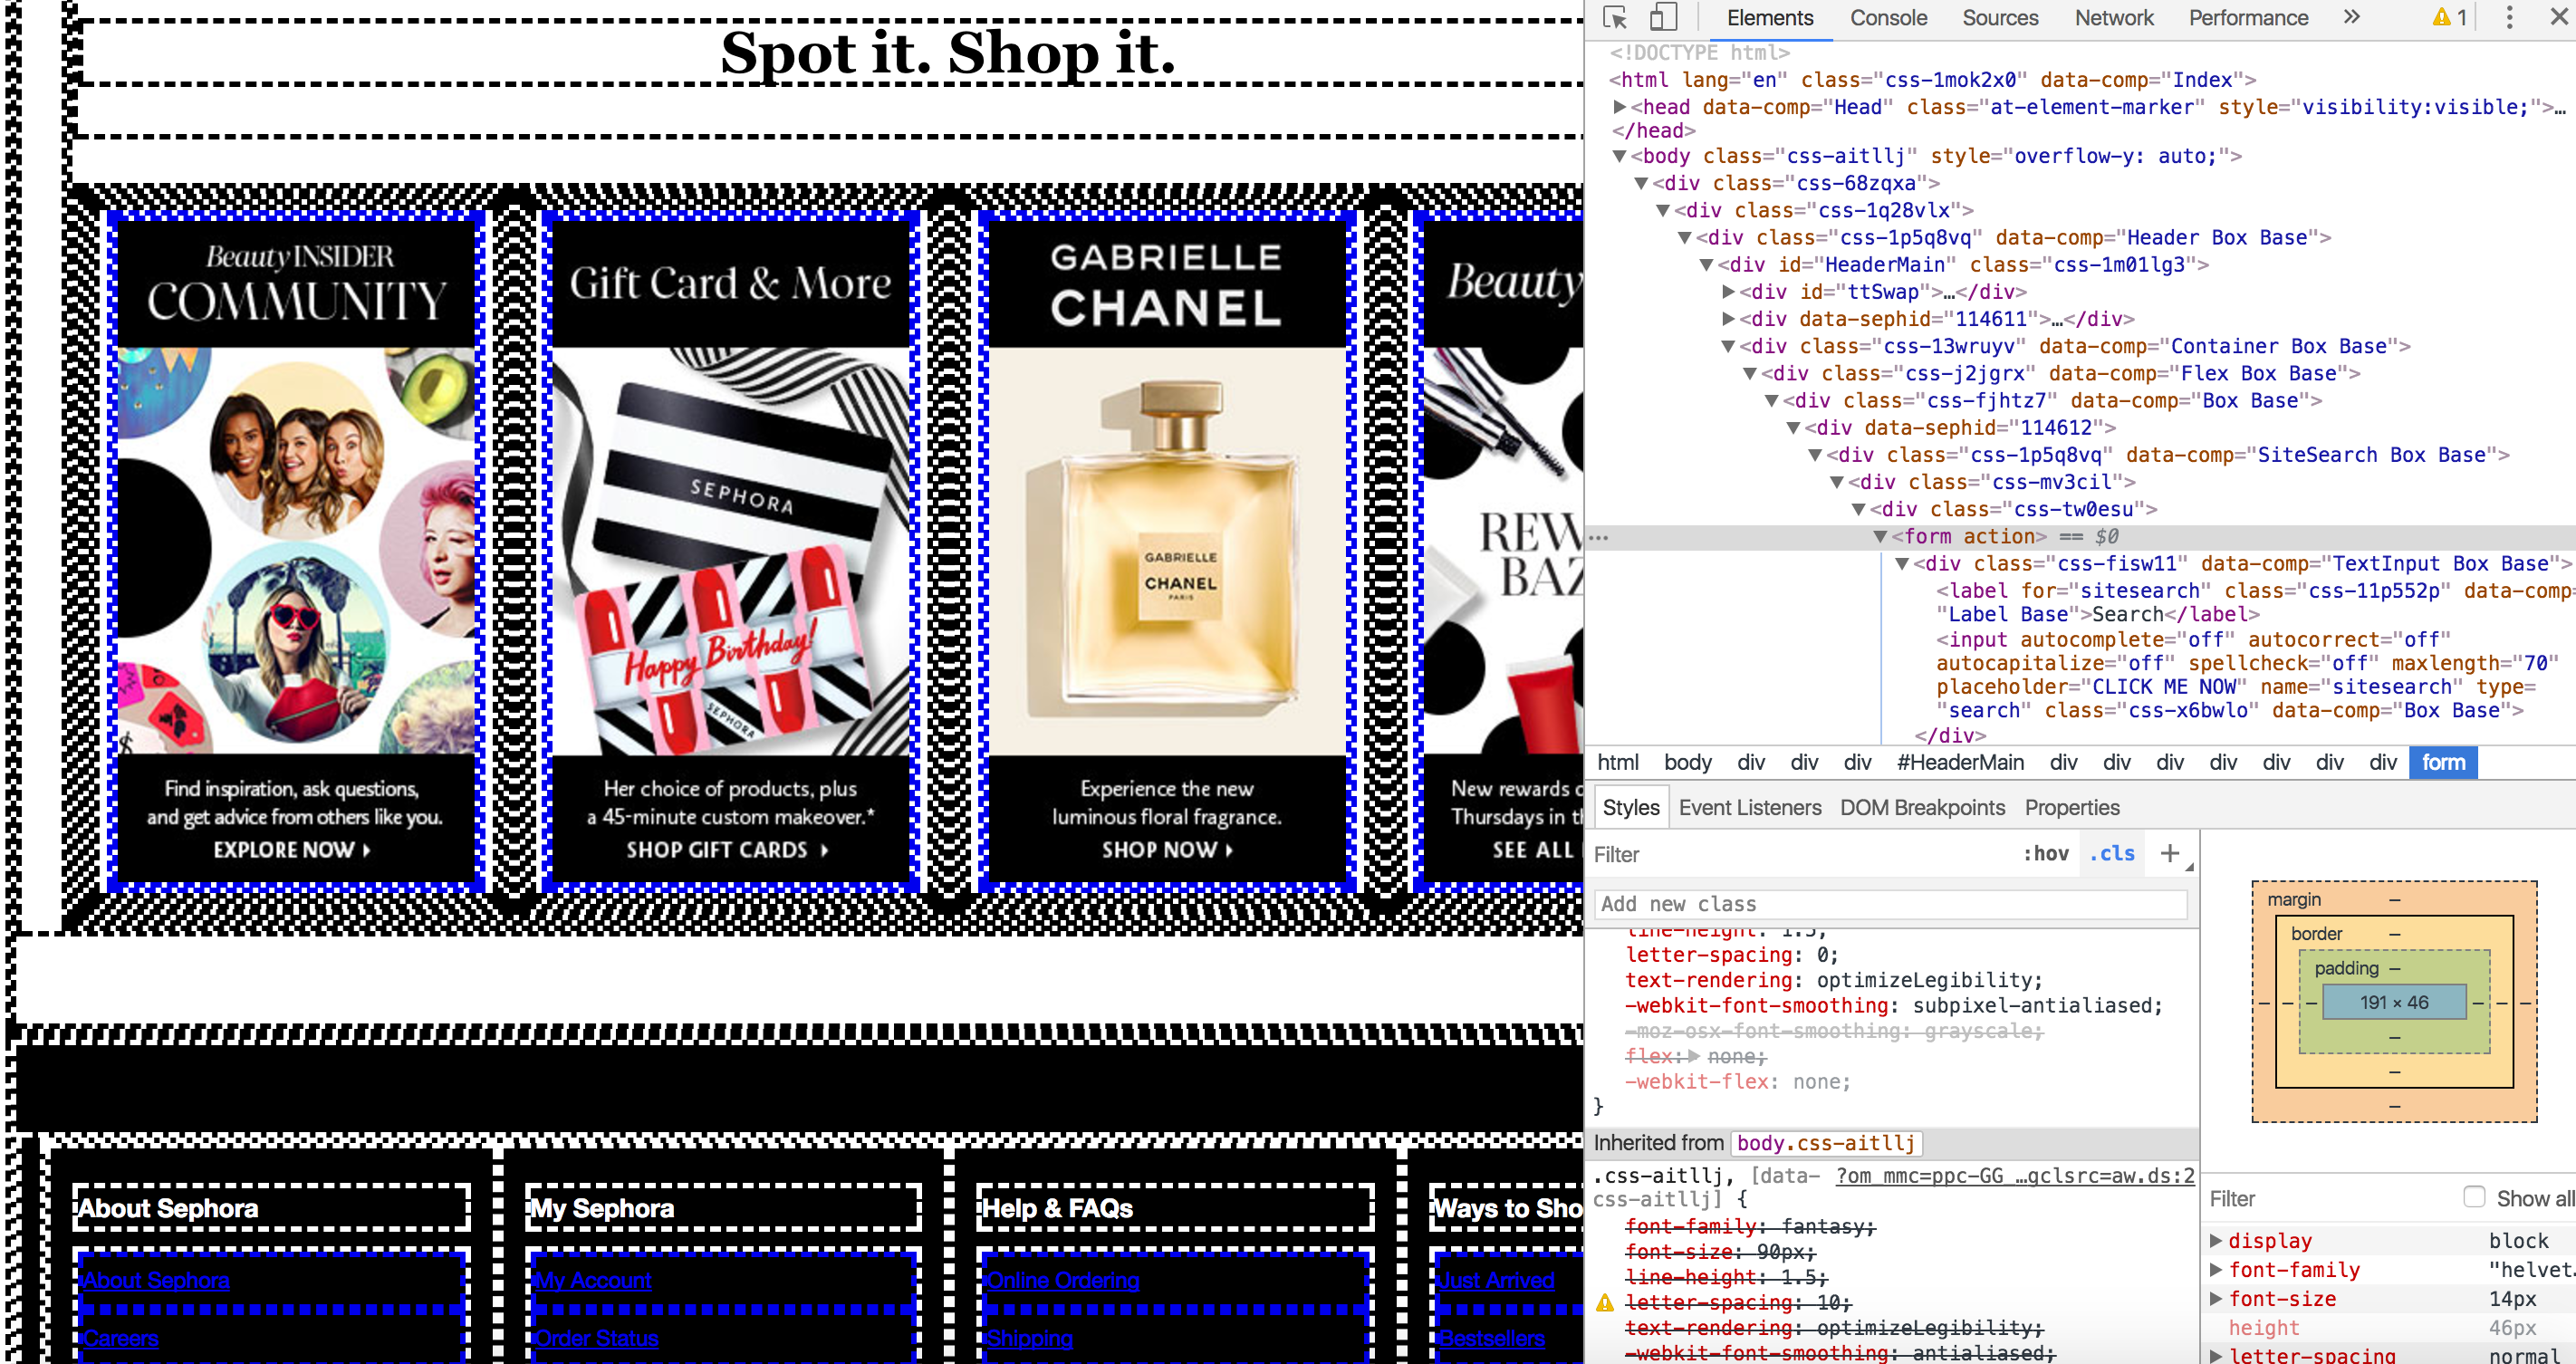 Spot it. Shop it.
Beauty INSIDER
COMMUNITY
Find inspiration, ask questions,
and get advice from others like you.
EXPLORE NOW
Gift Card & More
SEPHORA
Happy Birthday!
SEPHORA
Her choice of products, plus
a 45-minute custom makeover.*
SHOP GIFT CARDS
GABRIELLE
CHANEL
GABRIELLE
CHANEL
PARIS
Experience the new
luminous floral fragrance.
SHOP NOW
Beauty
REW
BAZ
New rewards
Thursdays in
SEE ALL
About Sephora
About Sephora
Careers
My Sephora
My Account
Order Status
Help & FAQs
Online Ordering
Shipping
Ways to Sho
Just Arrived
Bestsellers
Elements Console Sources Network Performance » 1
<!DOCTYPE html>
<html lang="en" class="css-1mok2x0" data-comp="Index">
<head data-comp="Head" class="at-element-marker" style="visibility:visible;">…
</head>
<body class="css-aitllj" style="overflow-y: auto;">
<div class="css-68zqxa">
<div class="css-1q28vlx">
<div class="css-1p5q8vq" data-comp="Header Box Base">
<div id="HeaderMain" class="css-1m01lg3">
<div id="ttSwap">…</div>
<div data-sephid="114611">…</div>
<div class="css-13wruyv" data-comp="Container Box Base">
<div class="css-j2jgrx" data-comp="Flex Box Base">
<div class="css-fjhtz7" data-comp="Box Base">
<div data-sephid="114612">
<div class="css-1p5q8vq" data-comp="SiteSearch Box Base">
<div class="css-mv3cil">
<div class="css-tw0esu">
… <form action> == $0
<div class="css-fisw11" data-comp="TextInput Box Base">
<label for="sitesearch" class="css-11p552p" data-comp=
"Label Base">Search</label>
<input autocomplete="off" autocorrect="off"
autocapitalize="off" spellcheck="off" maxlength="70"
placeholder="CLICK ME NOW" name="sitesearch" type=
"search" class="css-x6bwlo" data-comp="Box Base">
</div>
html body div div div #HeaderMain div div div div div div div form
Styles Event Listeners DOM Breakpoints Properties
Filter :hov .cls +
Add new class
line-height: 1.5;
letter-spacing: 0;
text-rendering: optimizeLegibility;
-webkit-font-smoothing: subpixel-antialiased;
-moz-osx-font-smoothing: grayscale;
flex: none;
-webkit-flex: none;
}
Inherited from body.css-aitllj
.css-aitllj, [data- ?om_mmc=ppc-GG_…gclsrc=aw.ds:2
css-aitllj] {
font-family: fantasy;
font-size: 90px;
line-height: 1.5;
letter-spacing: 10;
text-rendering: optimizeLegibility;
-webkit-font-smoothing: antialiased;
margin –
border –
padding –
– – – 191 × 46 – – –
–
–
–
Filter Show all
display block
font-family "helvet
font-size 14px
height 46px
letter-spacing normal